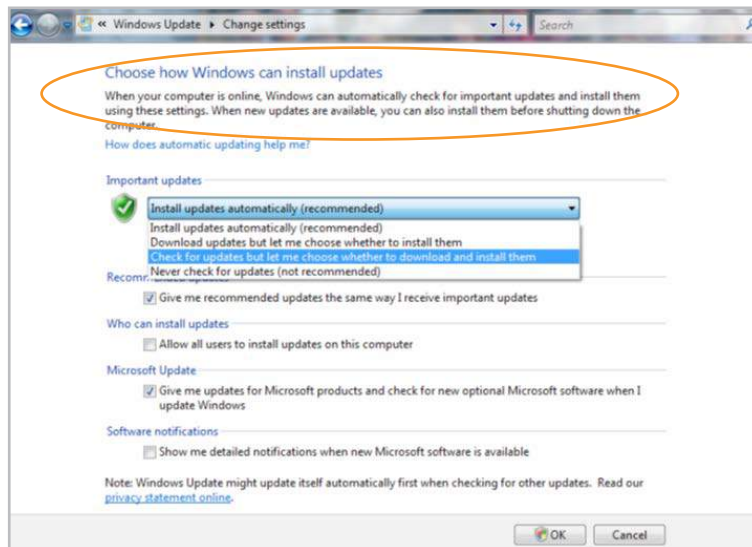 « Windows Update ▸ Change settings
Search
Choose how Windows can install updates
When your computer is online, Windows can automatically check for important updates and install them
using these settings. When new updates are available, you can also install them before shutting down the
computer.
How does automatic updating help me?
Important updates
Install updates automatically (recommended)
Install updates automatically (recommended)
Download updates but let me choose whether to install them
Check for updates but let me choose whether to download and install them
Never check for updates (not recommended)
Recommended updates
Give me recommended updates the same way I receive important updates
Who can install updates
Allow all users to install updates on this computer
Microsoft Update
Give me updates for Microsoft products and check for new optional Microsoft software when I
update Windows
Software notifications
Show me detailed notifications when new Microsoft software is available
Note: Windows Update might update itself automatically first when checking for other updates. Read our
privacy statement online.
OK
Cancel